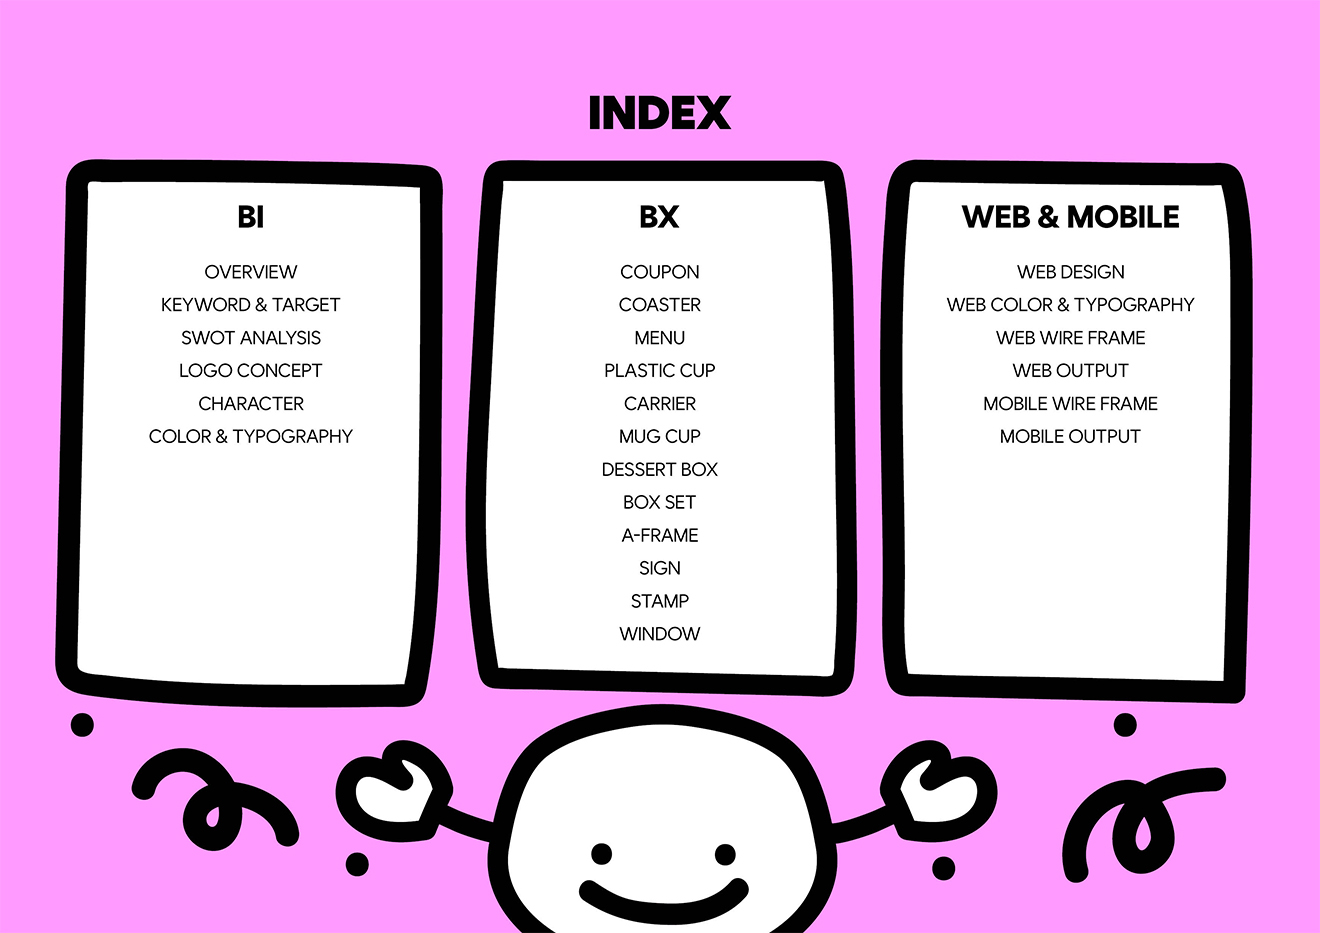 INDEX
BI
OVERVIEW
KEYWORD & TARGET
SWOT ANALYSIS
LOGO CONCEPT
CHARACTER
COLOR & TYPOGRAPHY
BX
COUPON
COASTER
MENU
PLASTIC CUP
CARRIER
MUG CUP
DESSERT BOX
BOX SET
A-FRAME
SIGN
STAMP
WINDOW
WEB & MOBILE
WEB DESIGN
WEB COLOR & TYPOGRAPHY
WEB WIRE FRAME
WEB OUTPUT
MOBILE WIRE FRAME
MOBILE OUTPUT